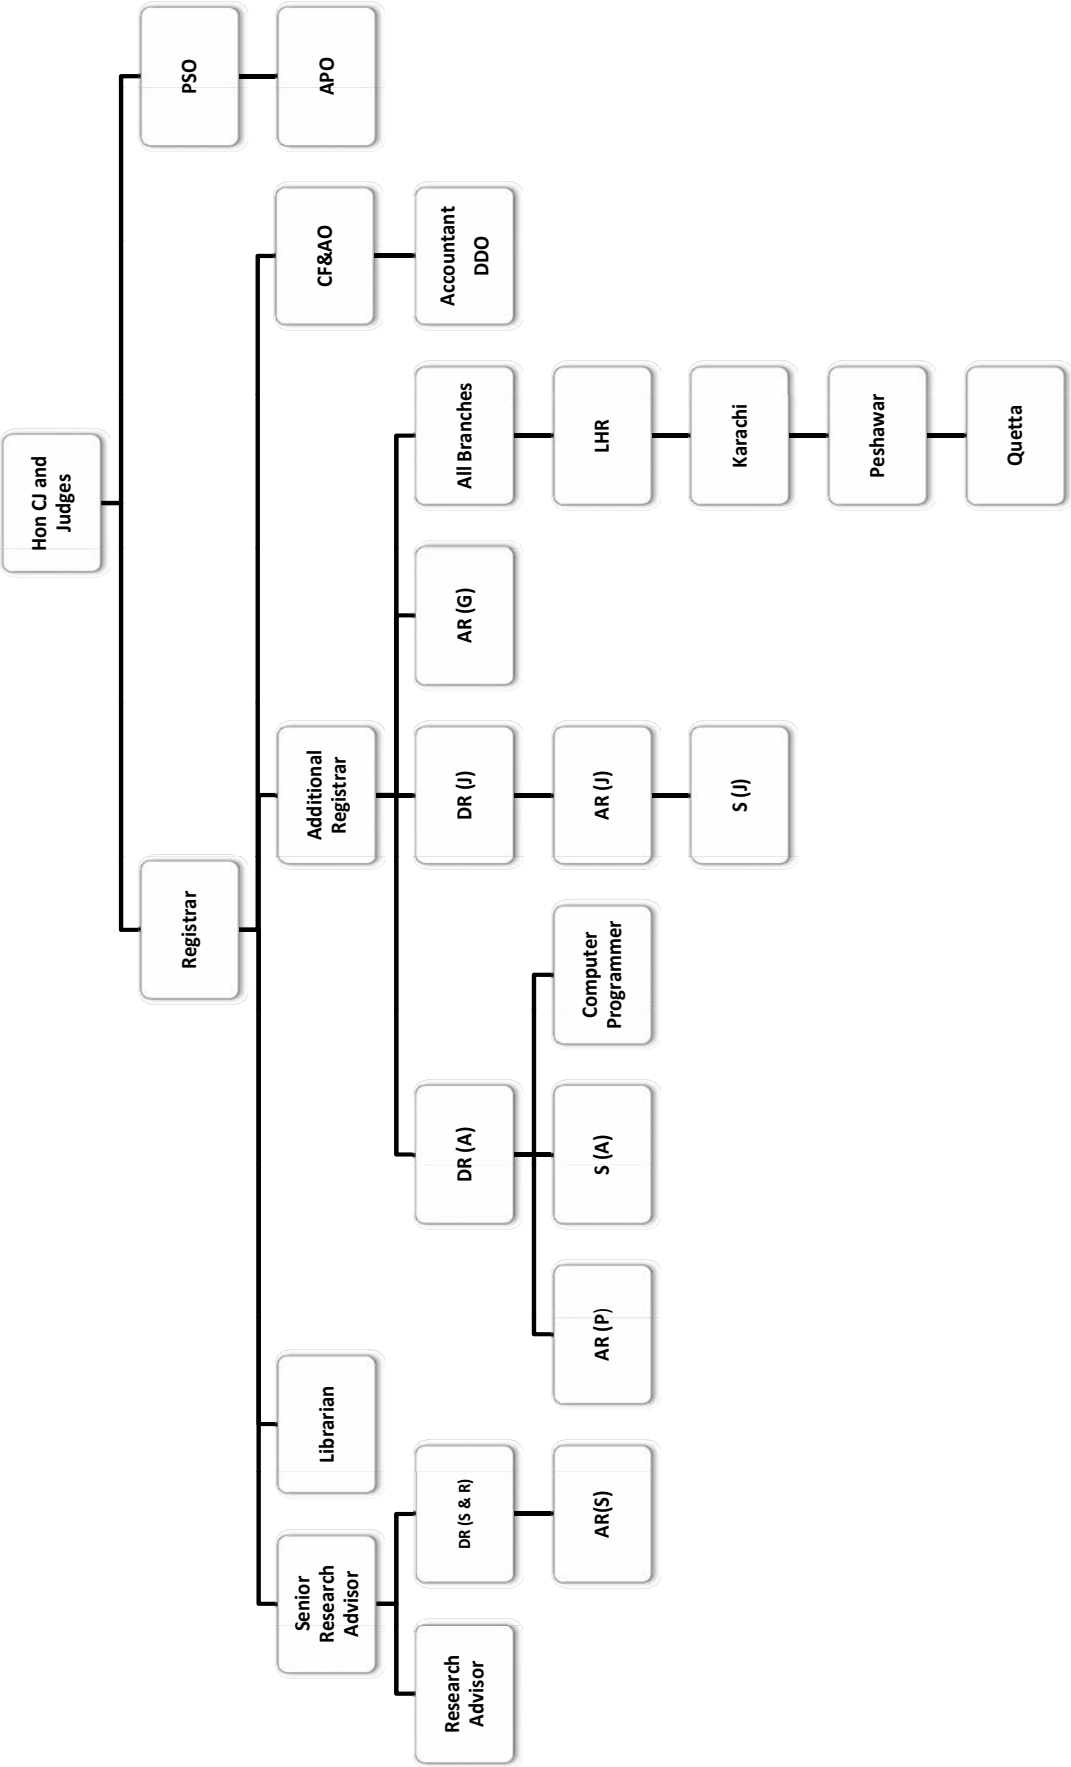 Hon CJ and
Judges
Registrar
PSO
Senior
Research
Advisor
Librarian
Additional
Registrar
CF&AO
APO
Research
Advisor
DR (S & R)
DR (A)
DR (J)
AR (G)
All Branches
Accountant
DDO
AR(S)
AR (P)
S (A)
Computer
Programmer
AR (J)
LHR
S (J)
Karachi
Peshawar
Quetta